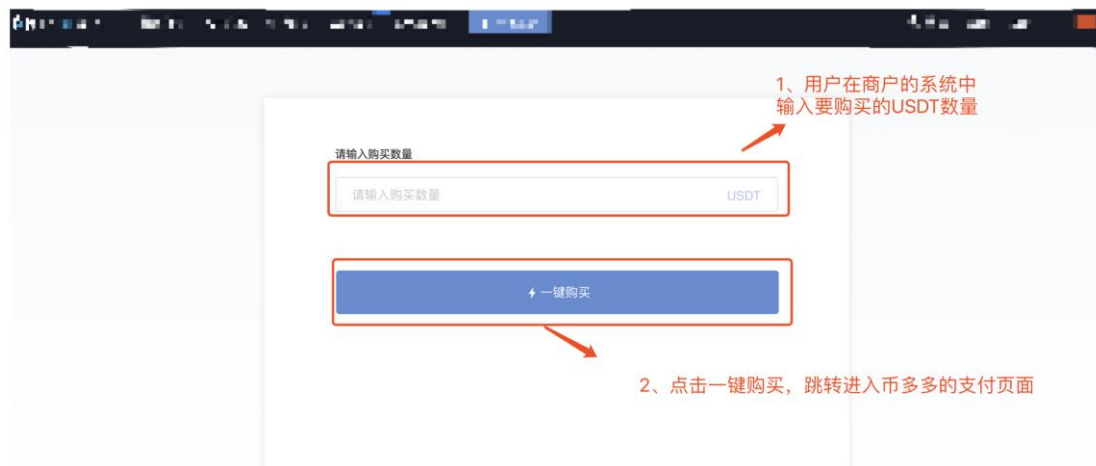 1、用户在商户的系统中
输入要购买的USDT数量
请输入购买数量
请输入购买数量 USDT
一键购买
2、点击一键购买，跳转进入币多多的支付页面